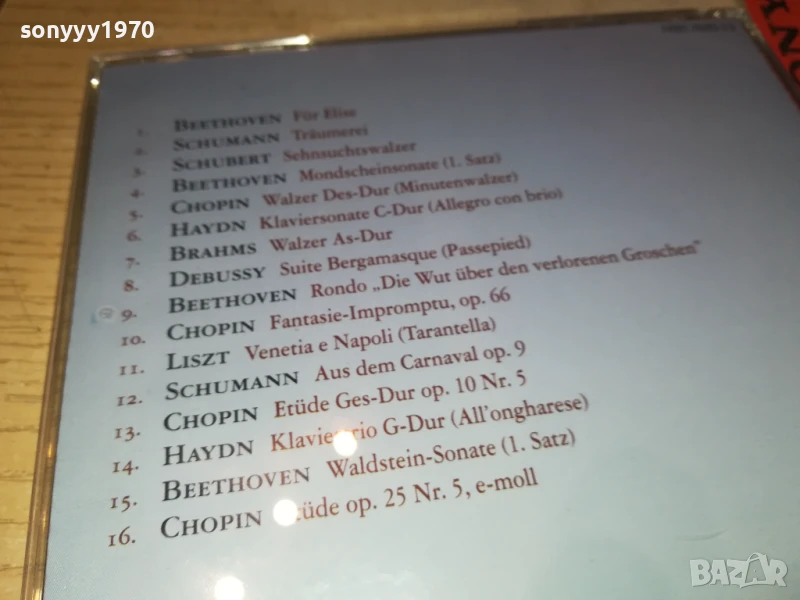 sonyyy1970
1. BEETHOVEN Für Elise
2. SCHUMANN Träumerei
3. SCHUBERT Sehnsuchtswalzer
4. BEETHOVEN Mondscheinsonate (1. Satz)
5. CHOPIN Walzer Des-Dur (Minutenwalzer)
6. HAYDN Klaviersonate C-Dur (Allegro con brio)
7. BRAHMS Walzer As-Dur
8. DEBUSSY Suite Bergamasque (Passepied)
9. BEETHOVEN Rondo „Die Wut über den verlorenen Groschen"
10. CHOPIN Fantasie-Impromptu, op. 66
11. LISZT Venetia e Napoli (Tarantella)
12. SCHUMANN Aus dem Carnaval op. 9
13. CHOPIN Etüde Ges-Dur op. 10 Nr. 5
14. HAYDN Klaviertrio G-Dur (All'ongharese)
15. BEETHOVEN Waldstein-Sonate (1. Satz)
16. CHOPIN Etüde op. 25 Nr. 5, e-moll
BAZAR